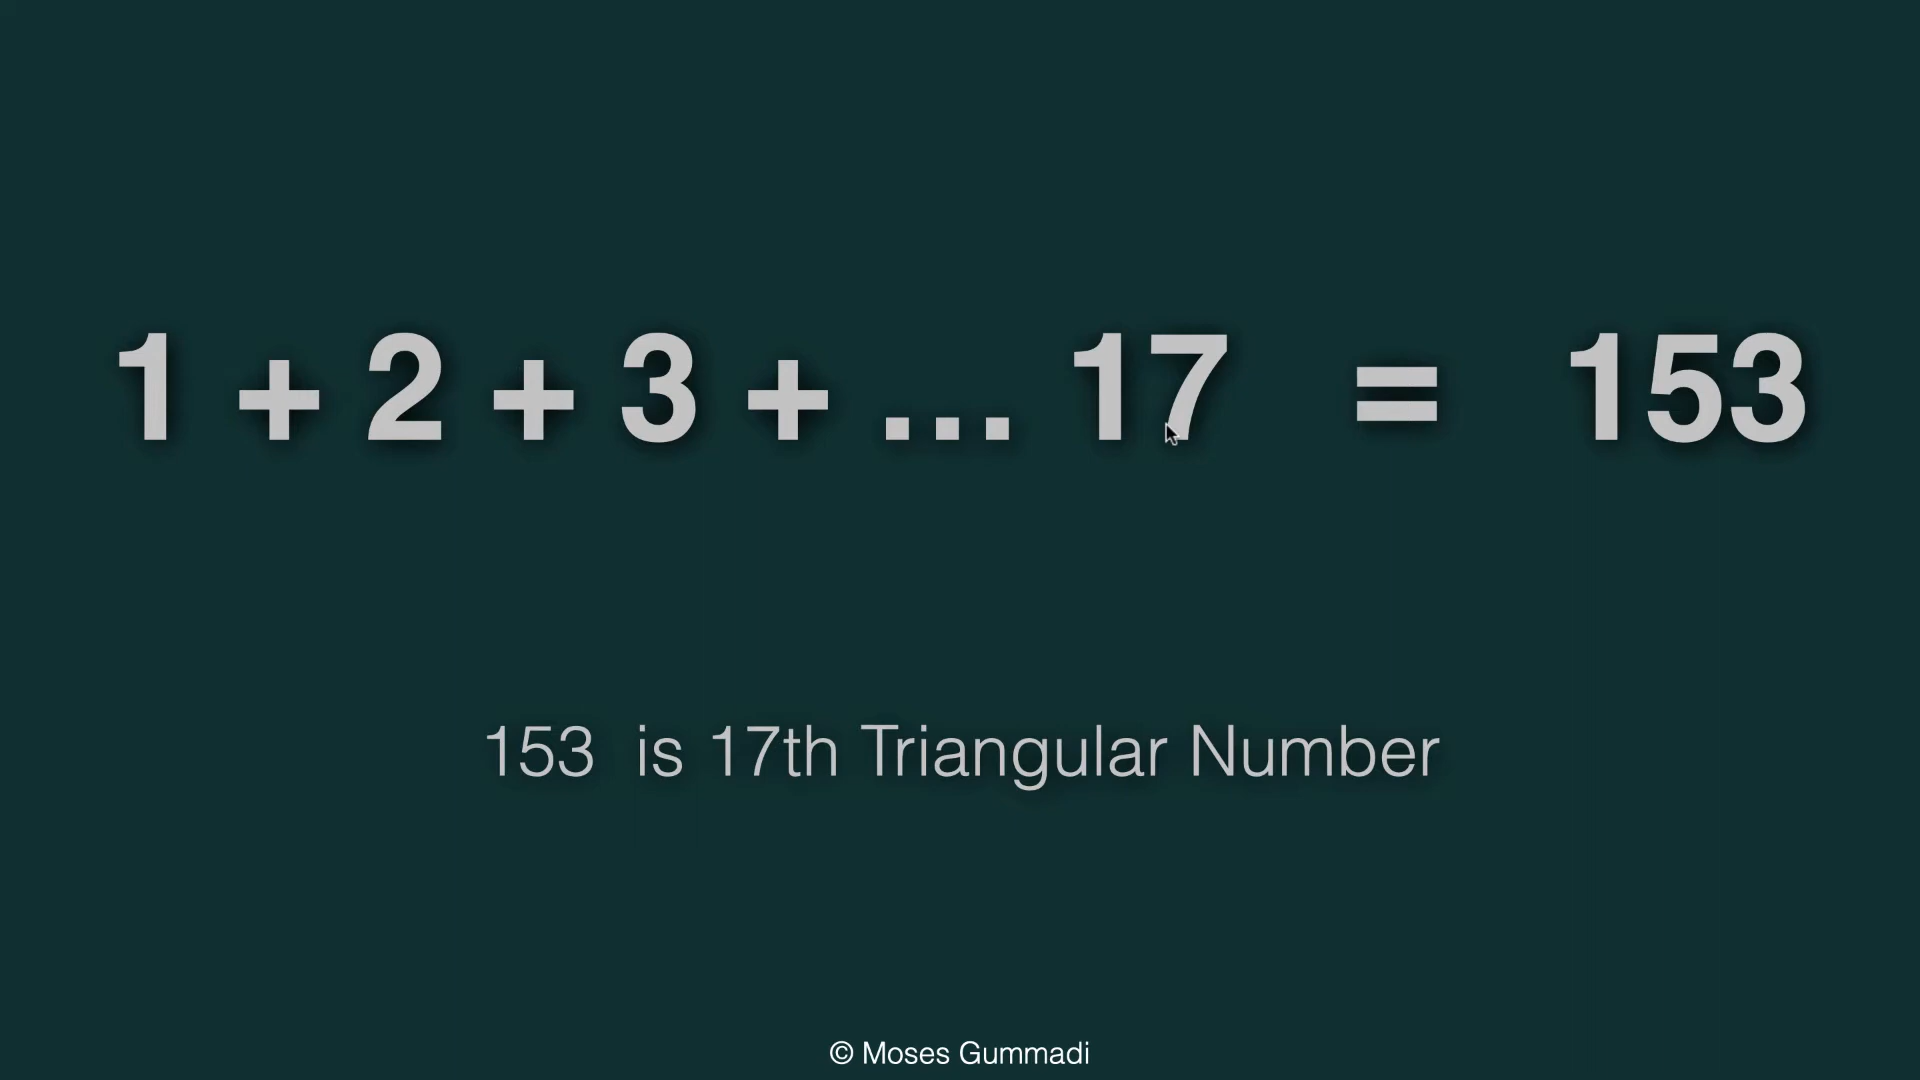 1 + 2 + 3 + ... 17 = 153
153 is 17th Triangular Number
© Moses Gummadi